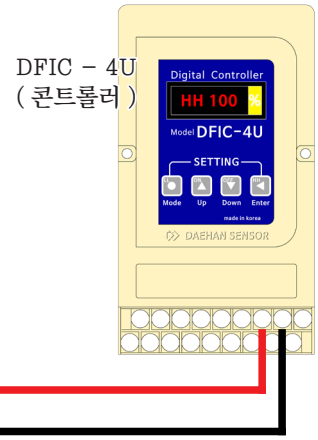 DFIC - 4U
( 콘트롤러 )
Digital Controller
HH 100 %
Model DFIC-4U
SETTING
Mode Up Down Enter
made in korea
DAEHAN SENSOR